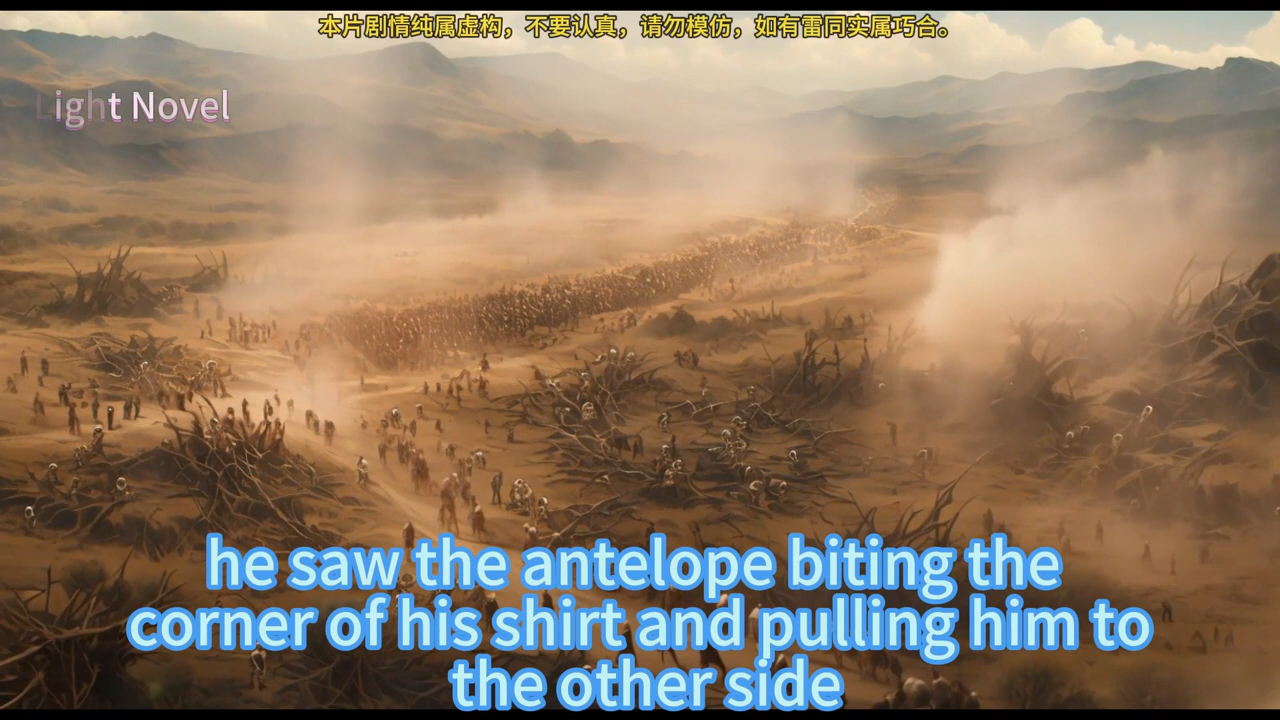 本片剧情纯属虚构，不要认真，请勿模仿，如有雷同实属巧合。
Light Novel
he saw the antelope biting the
corner of his shirt and pulling him to
the other side